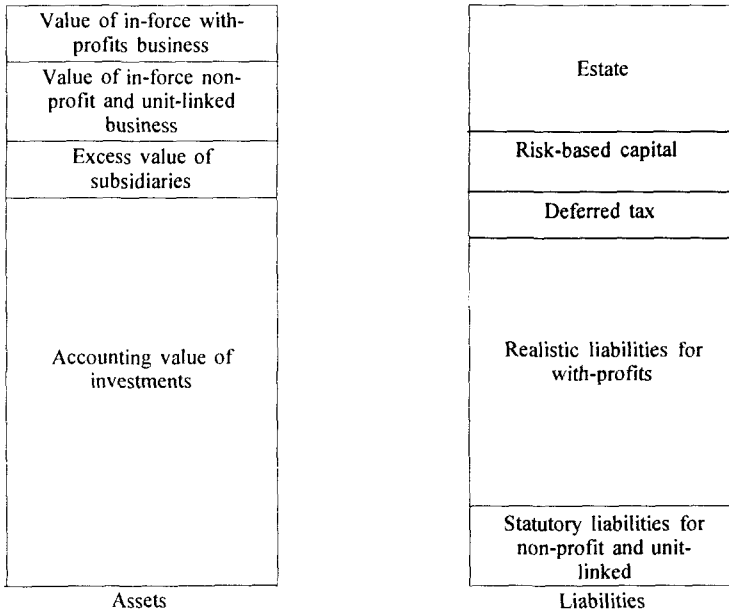 Value of in-force with-
profits business
Value of in-force non-
profit and unit-linked
business
Excess value of
subsidiaries
Accounting value of
investments
Assets
Estate
Risk-based capital
Deferred tax
Realistic liabilities for
with-profits
Statutory liabilities for
non-profit and unit-
linked
Liabilities